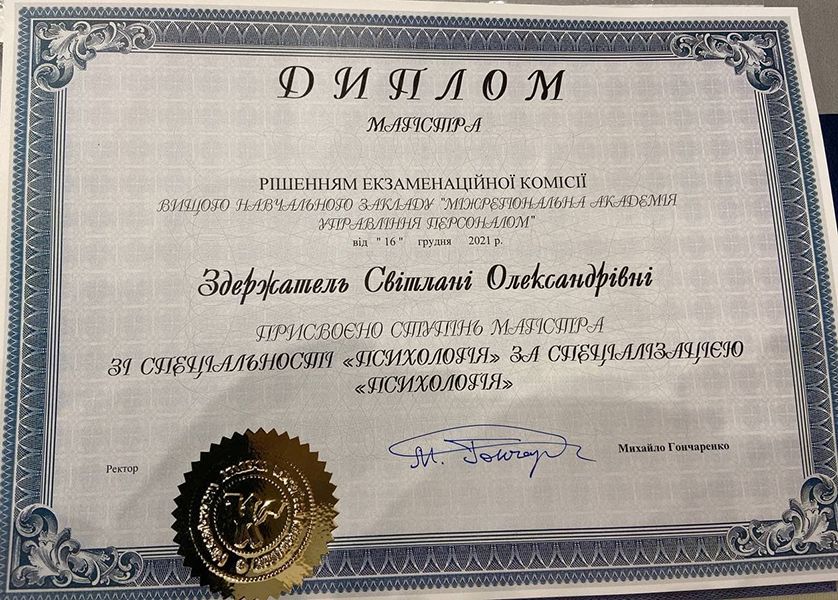 ДИПЛОМ
МАГІСТРА
РІШЕННЯМ ЕКЗАМЕНАЦІЙНОЇ КОМІСІЇ
ВИЩОГО НАВЧАЛЬНОГО ЗАКЛАДУ "МІЖРЕГІОНАЛЬНА АКАДЕМІЯ
УПРАВЛІННЯ ПЕРСОНАЛОМ"
від "16" грудня 2021 р.
Здержатель Світлані Олександрівні
ПРИСВОЄНО СТУПІНЬ МАГІСТРА
ЗІ СПЕЦІАЛЬНОСТІ «ПСИХОЛОГІЯ» ЗА СПЕЦІАЛІЗАЦІЄЮ
«ПСИХОЛОГІЯ»
М. Гончар
Михайло Гончаренко
Ректор